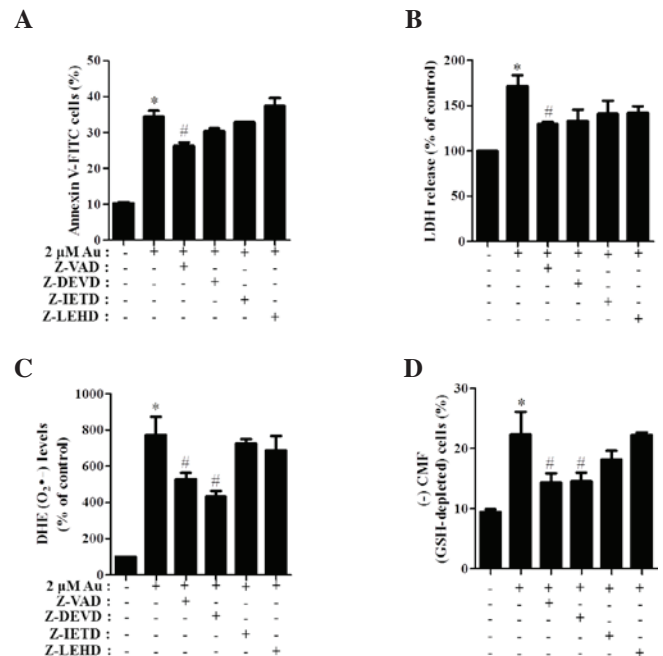 A
B
Annexin V-FITC cells (%)
50
40
30
20
10
0
*
#
2 µM Au : - + + + + +
Z-VAD : - - + - - -
Z-DEVD : - - - + - -
Z-IETD : - - - - + -
Z-LEHD : - - - - - +
LDH release (% of control)
200
150
100
50
0
*
#
- + + + + +
- - + - - -
- - - + - -
- - - - + -
- - - - - +
C
D
DHE (O₂•−) levels
(% of control)
1000
800
600
400
200
0
*
#
#
2 µM Au : - + + + + +
Z-VAD : - - + - - -
Z-DEVD : - - - + - -
Z-IETD : - - - - + -
Z-LEHD : - - - - - +
(-) CMF
(GSH-depleted) cells (%)
30
20
10
0
*
#
#
- + + + + +
- - + - - -
- - - + - -
- - - - + -
- - - - - +